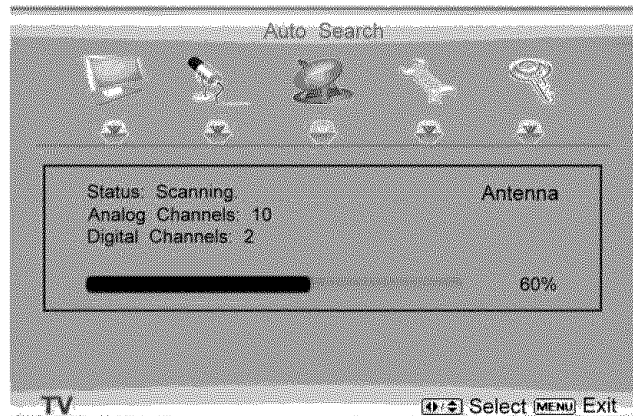 Auto Search
Status: Scanning
Antenna
Analog Channels: 10
Digital Channels: 2
60%
TV
Select MENU Exit